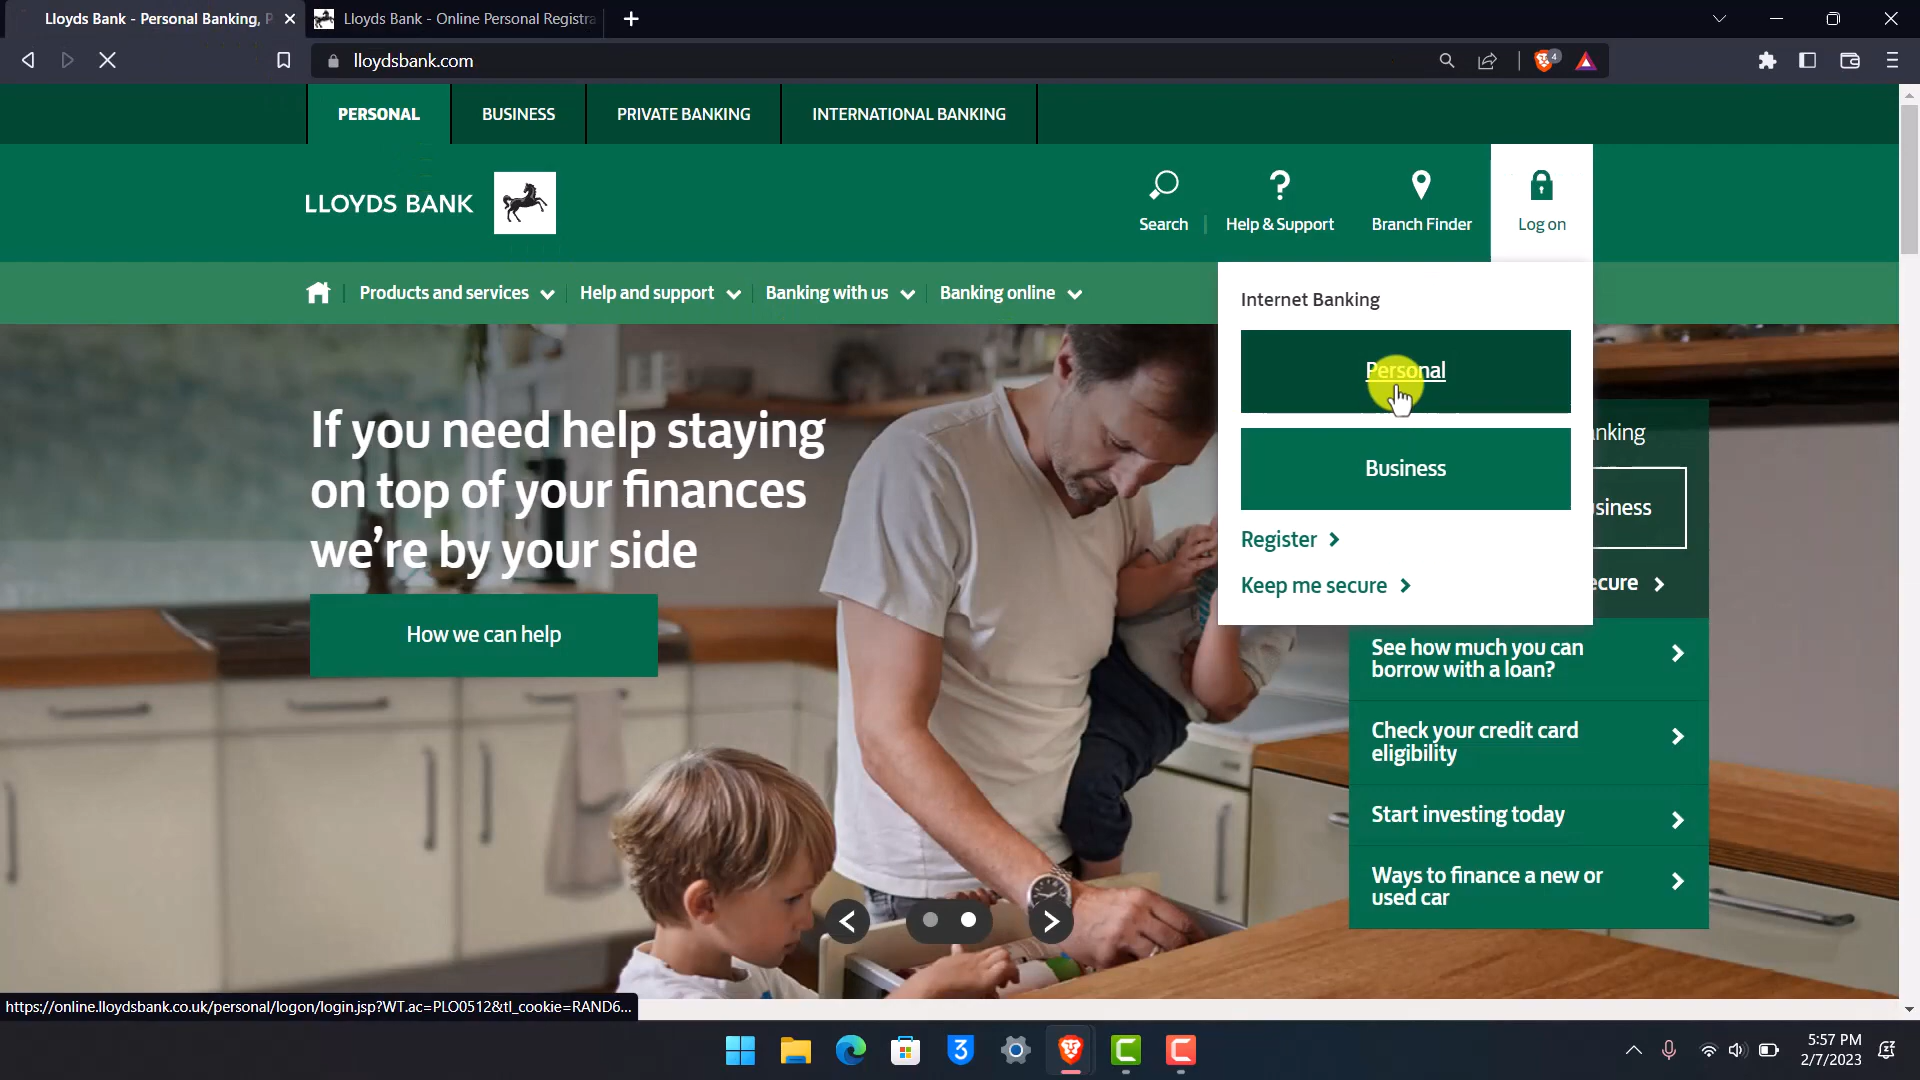 Lloyds Bank - Personal Banking, P
Lloyds Bank - Online Personal Registra
lloydsbank.com
4
PERSONAL
BUSINESS
PRIVATE BANKING
INTERNATIONAL BANKING
LLOYDS BANK
Search
Help & Support
Branch Finder
Log on
Products and services
Help and support
Banking with us
Banking online
Internet Banking
Personal
Business
Register
Keep me secure
If you need help staying
on top of your finances
we're by your side
How we can help
nking
siness
ecure
See how much you can
borrow with a loan?
Check your credit card
eligibility
Start investing today
Ways to finance a new or
used car
https://online.lloydsbank.co.uk/personal/logon/login.jsp?WT.ac=PLO0512&tl_cookie=RAND6...
3
5:57 PM
2/7/2023